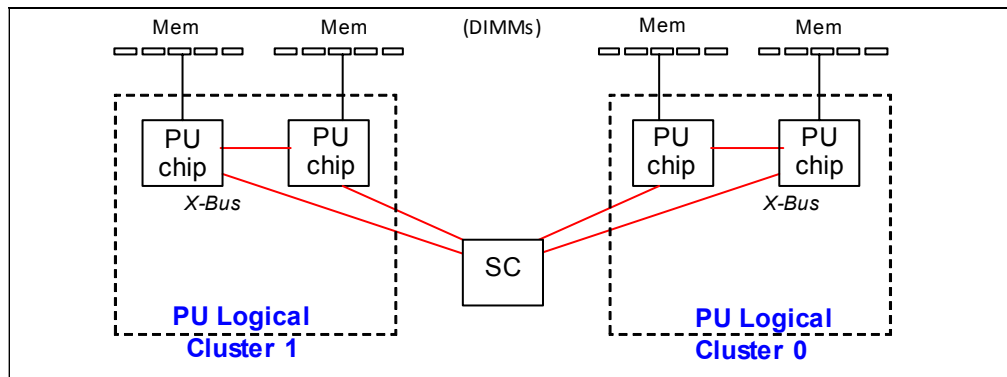 Mem
Mem
(DIMMs)
Mem
Mem
PU
chip
PU
chip
PU
chip
PU
chip
X-Bus
X-Bus
SC
PU Logical
Cluster 1
PU Logical
Cluster 0